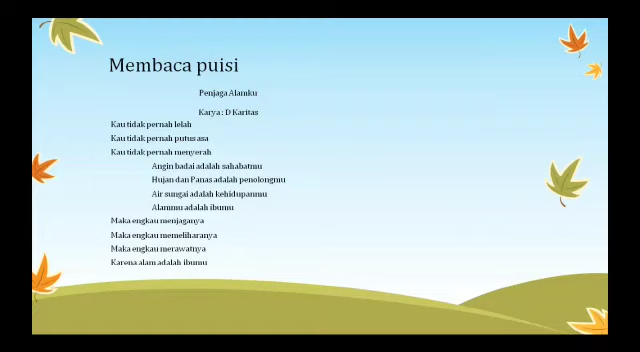 Membaca puisi
Penjaga Alamku
Karya : D Karitas
Kau tidak pernah lelah
Kau tidak pernah putus asa
Kau tidak pernah menyerah
Angin badai adalah sahabatmu
Hujan dan Panas adalah penolongmu
Air sungai adalah kehidupanmu
Alammu adalah ibumu
Maka engkau menjaganya
Maka engkau memeliharanya
Maka engkau merawatnya
Karena alam adalah ibumu